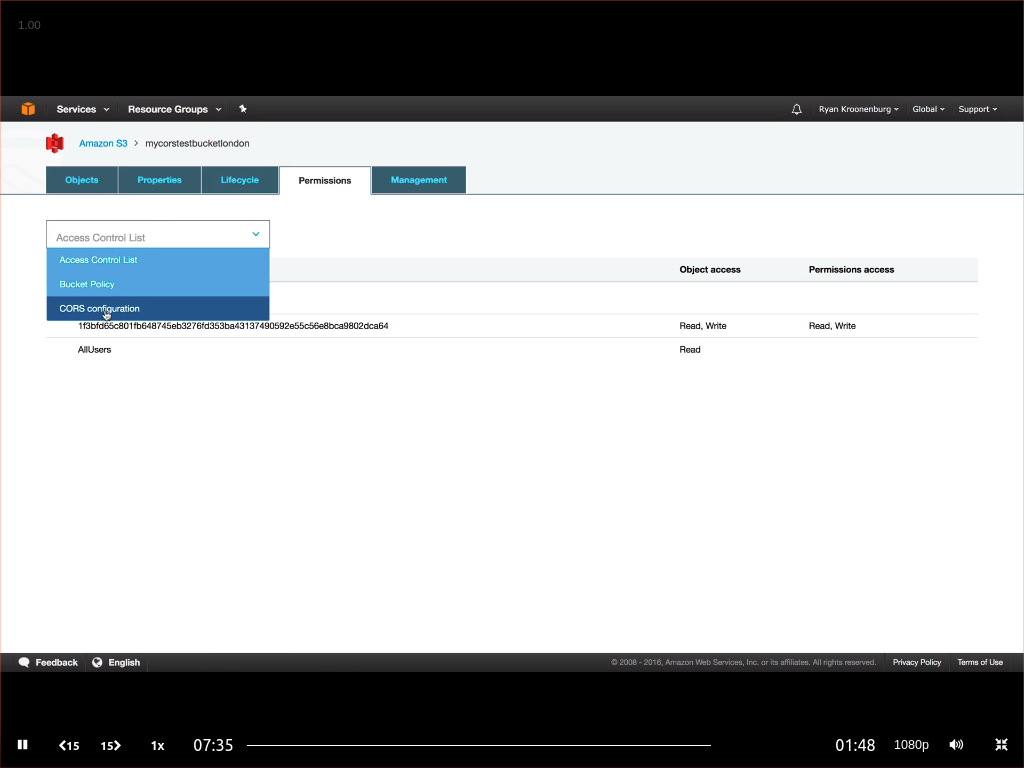 1.00
Services
Resource Groups
Ryan Kroonenburg
Global
Support
Amazon S3 > mycorstestbucketlondon
Objects
Properties
Lifecycle
Permissions
Management
Access Control List
Access Control List
Bucket Policy
CORS configuration
Object access
Permissions access
1f3bfd65c801fb648745eb3276fd353ba43137490592e55c56e8bca9802dca64
Read, Write
Read, Write
AllUsers
Read
Feedback
English
© 2008 - 2016, Amazon Web Services, Inc. or its affiliates. All rights reserved.
Privacy Policy
Terms of Use
15
15
1x
07:35
01:48
1080p